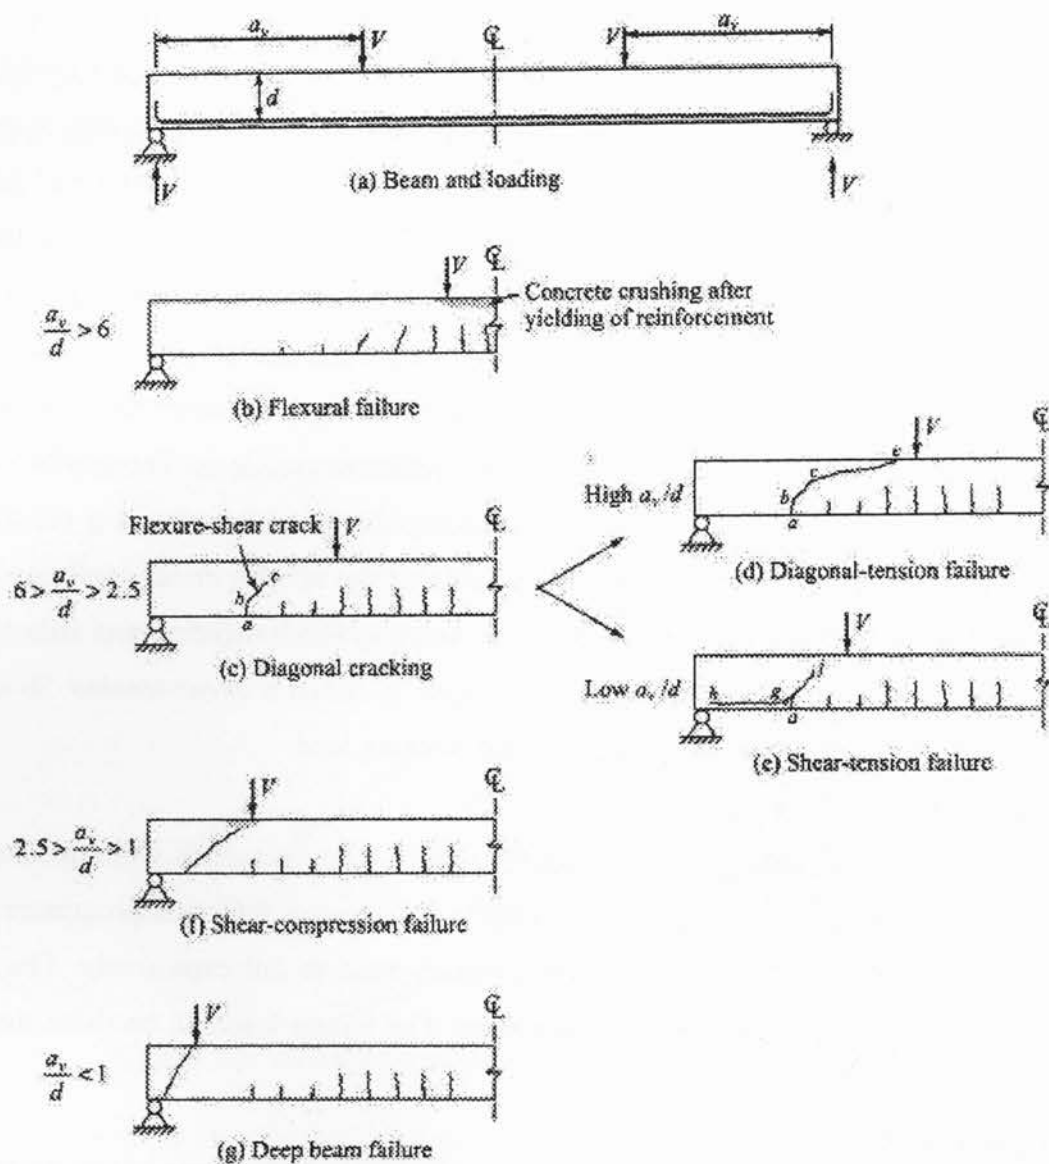 a_v V ℄ V a_v
d
V V
(a) Beam and loading
V ℄
a_v/d > 6
Concrete crushing after
yielding of reinforcement
(b) Flexural failure
V ℄
High a_v/d
e
c
b
a
(d) Diagonal-tension failure
Flexure-shear crack V ℄
6 > a_v/d > 2.5
c
b
a
(c) Diagonal cracking
V ℄
Low a_v/d
g
a
(e) Shear-tension failure
V ℄
2.5 > a_v/d > 1
(f) Shear-compression failure
V ℄
a_v/d < 1
(g) Deep beam failure